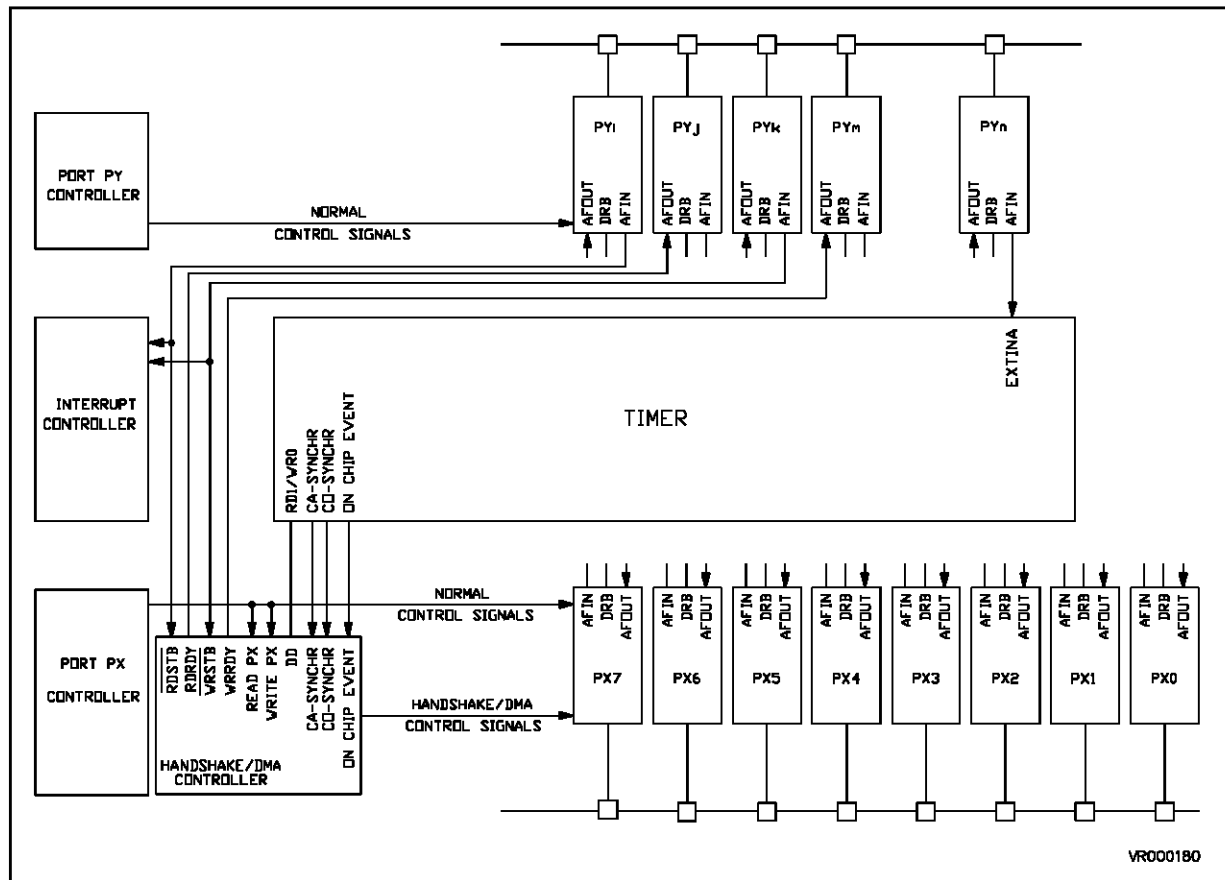 PYi
PYj
PYk
PYm
PYn
AFOUT
DRB
AFIN
AFOUT
DRB
AFIN
AFOUT
DRB
AFIN
AFOUT
DRB
AFIN
AFOUT
DRB
AFIN
PORT PY
CONTROLLER
NORMAL
CONTROL SIGNALS
INTERRUPT
CONTROLLER
EXTINA
TIMER
RD1/WR0
CA-SYNCHR
CO-SYNCHR
ON CHIP EVENT
PORT PX
CONTROLLER
NORMAL
CONTROL SIGNALS
RDSTB
RDRDY
WRSTB
WRRDY
READ PX
WRITE PX
DD
CA-SYNCHR
CO-SYNCHR
ON CHIP EVENT
HANDSHAKE/DMA
CONTROLLER
HANDSHAKE/DMA
CONTROL SIGNALS
AFIN
DRB
AFOUT
AFIN
DRB
AFOUT
AFIN
DRB
AFOUT
AFIN
DRB
AFOUT
AFIN
DRB
AFOUT
AFIN
DRB
AFOUT
AFIN
DRB
AFOUT
AFIN
DRB
AFOUT
PX7
PX6
PX5
PX4
PX3
PX2
PX1
PX0
VR000180